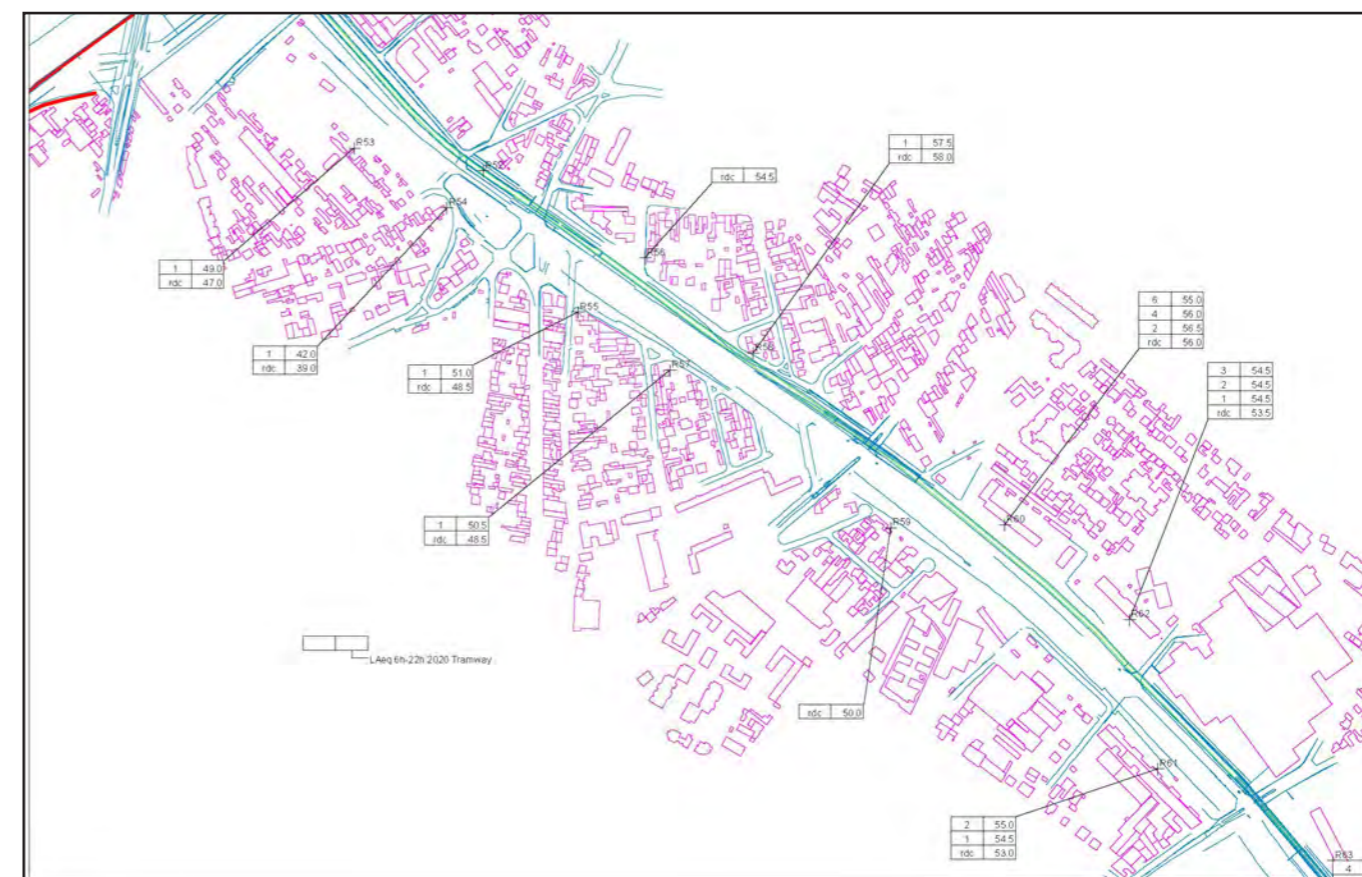 R53
R52
R54
1 57.5
rdc 58.0
rdc 54.5
R56
1 49.0
rdc 47.0
6 55.0
4 56.0
2 56.5
rdc 56.0
R55
1 42.0
rdc 39.0
R58
1 51.0
rdc 48.5
R57
3 54.5
2 54.5
1 54.5
rdc 53.5
1 50.5
rdc 48.5
R59
R60
R62
LAeq 6h-22h 2020 Tramway
rdc 50.0
R61
2 55.0
1 54.5
rdc 53.0
R63
4